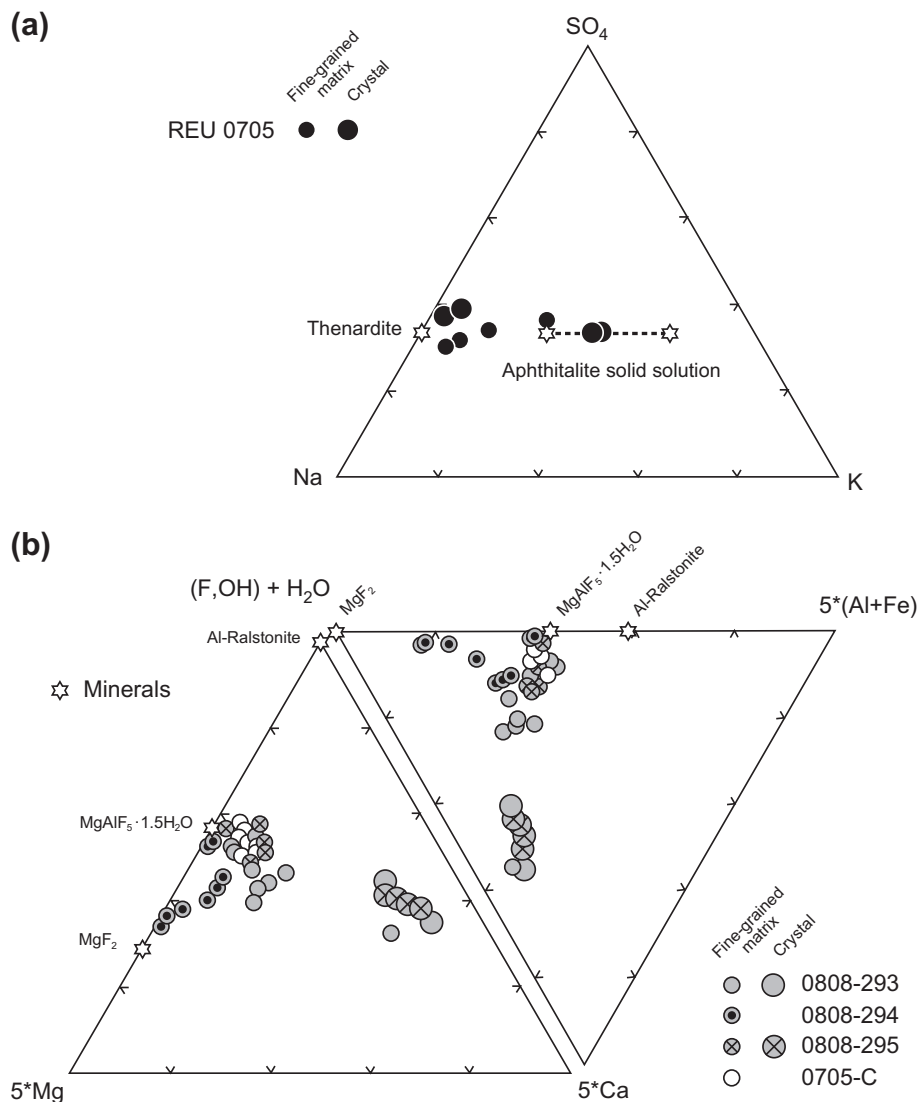 (a)
SO₄
Fine-grained
matrix
Crystal
REU 0705
Thenardite
Aphthitalite solid solution
Na
K
(b)
(F,OH) + H₂O
MgF₂
MgAlF₅·1.5H₂O
Al-Ralstonite
5*(Al+Fe)
Al-Ralstonite
Minerals
MgAlF₅·1.5H₂O
MgF₂
Fine-grained
matrix
Crystal
0808-293
0808-294
0808-295
0705-C
5*Mg
5*Ca